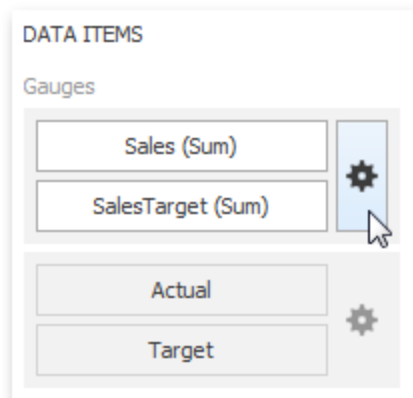 DATA ITEMS
Gauges
Sales (Sum)
SalesTarget (Sum)
Actual
Target